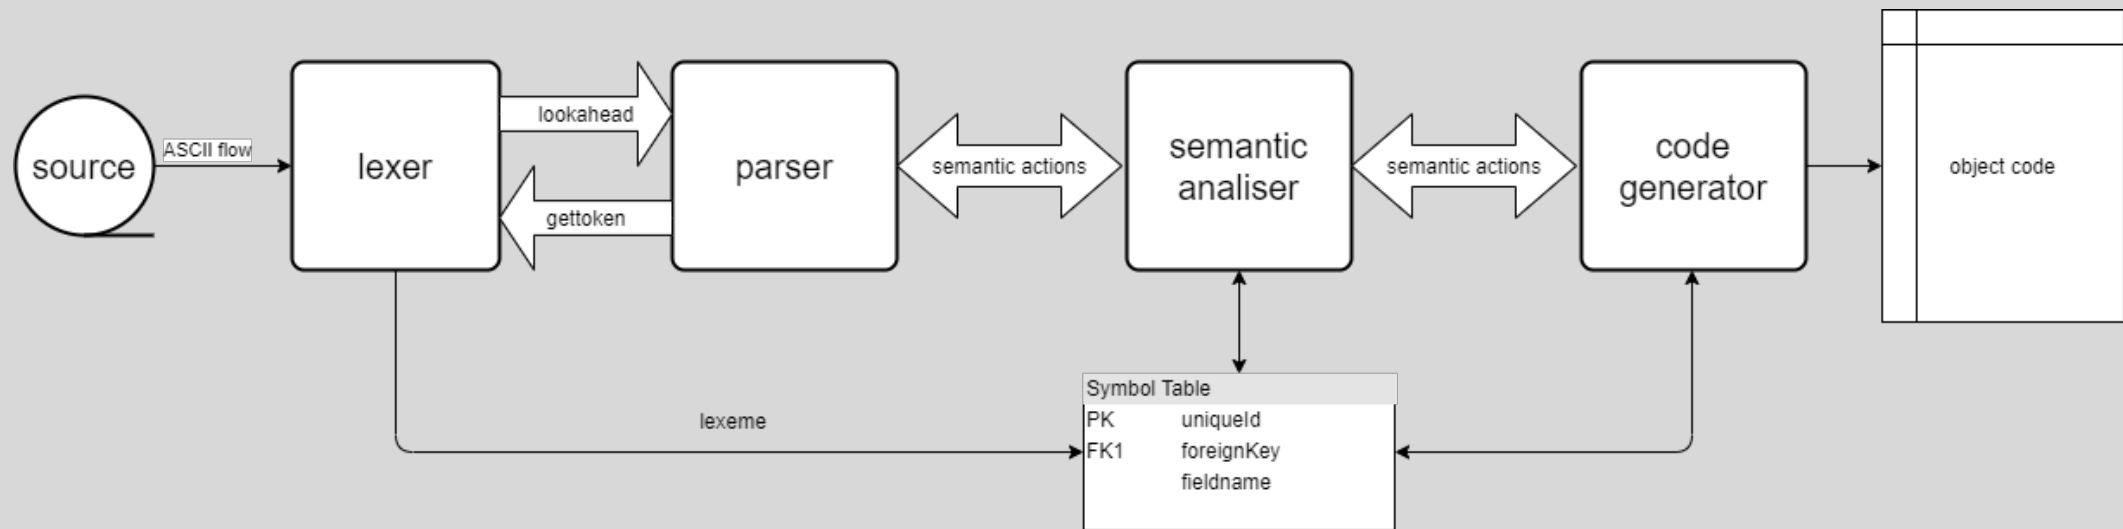 source
ASCII flow
lexer
lookahead
gettoken
parser
semantic actions
semantic
analiser
semantic actions
code
generator
object code
lexeme
Symbol Table
PK uniqueId
FK1 foreignKey
fieldname